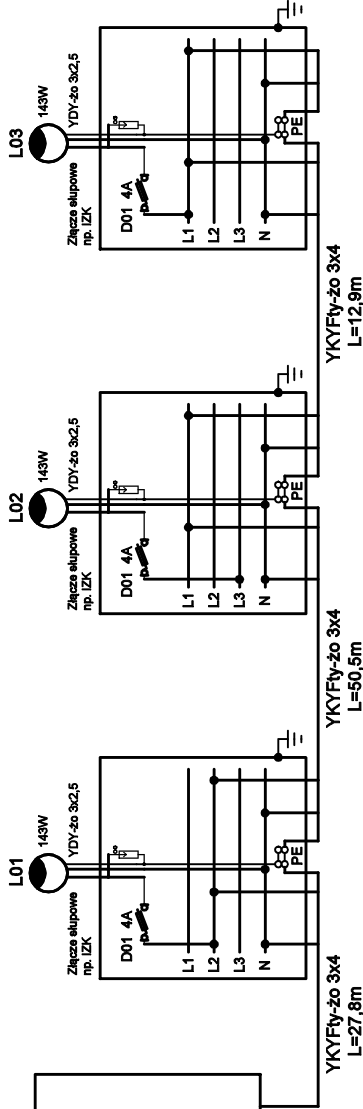 L01
143W
YDY-żo 3x2,5
Złącze słupowe
np. IZK
D01 4A
L1
L2
L3
N
PE
YKYFty-żo 3x4
L=27,8m
L02
143W
YDY-żo 3x2,5
Złącze słupowe
np. IZK
D01 4A
L1
L2
L3
N
PE
YKYFty-żo 3x4
L=50,5m
L03
143W
YDY-żo 3x2,5
Złącze słupowe
np. IZK
D01 4A
L1
L2
L3
N
PE
YKYFty-żo 3x4
L=12,9m